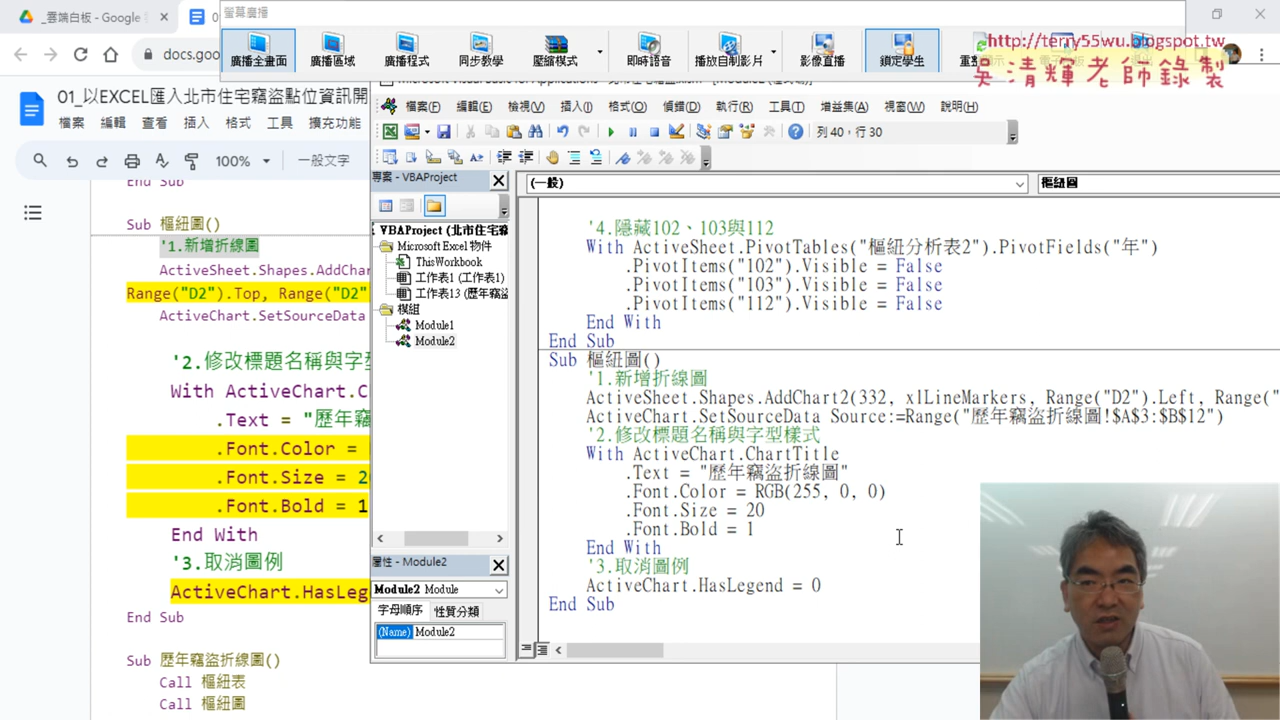 _雲端白板 - Google
螢幕廣播
廣播全畫面
廣播區域
廣播程式
同步教學
壓縮模式
即時語音
播放自制影片
影像直播
鎖定學生
http://terry55wu.blogspot.tw
吳清輝老師錄製
docs.goo
01_以EXCEL匯入北市住宅竊盜點位資訊開
檔案 編輯 查看 插入 格式 工具 擴充功能
100% 一般文字
End Sub
Sub 樞紐圖()
'1.新增折線圖
ActiveSheet.Shapes.AddChar
Range("D2").Top, Range("D2"
ActiveChart.SetSourceData
'2.修改標題名稱與字型
With ActiveChart.C
.Text = "歷年竊
.Font.Color =
.Font.Size = 20
.Font.Bold = 1
End With
'3.取消圖例
ActiveChart.HasLeg
End Sub
Sub 歷年竊盜折線圖()
Call 樞紐表
Call 樞紐圖
檔案(F) 編輯(E) 檢視(V) 插入(I) 格式(O) 偵錯(D) 執行(R) 工具(T) 增益集(A) 視窗(W) 說明(H)
列 40，行 30
專案 - VBAProject
VBAProject (北市住宅竊
Microsoft Excel 物件
ThisWorkbook
工作表1 (工作表1)
工作表13 (歷年竊盜
模組
Module1
Module2
屬性 - Module2
Module2 Module
字母順序 性質分類
(Name) Module2
(一般)
樞紐圖
'4.隱藏102、103與112
With ActiveSheet.PivotTables("樞紐分析表2").PivotFields("年")
.PivotItems("102").Visible = False
.PivotItems("103").Visible = False
.PivotItems("112").Visible = False
End With
End Sub
Sub 樞紐圖()
'1.新增折線圖
ActiveSheet.Shapes.AddChart2(332, xlLineMarkers, Range("D2").Left, Range("
ActiveChart.SetSourceData Source:=Range("歷年竊盜折線圖!$A$3:$B$12")
'2.修改標題名稱與字型樣式
With ActiveChart.ChartTitle
.Text = "歷年竊盜折線圖"
.Font.Color = RGB(255, 0, 0)
.Font.Size = 20
.Font.Bold = 1
End With
'3.取消圖例
ActiveChart.HasLegend = 0
End Sub